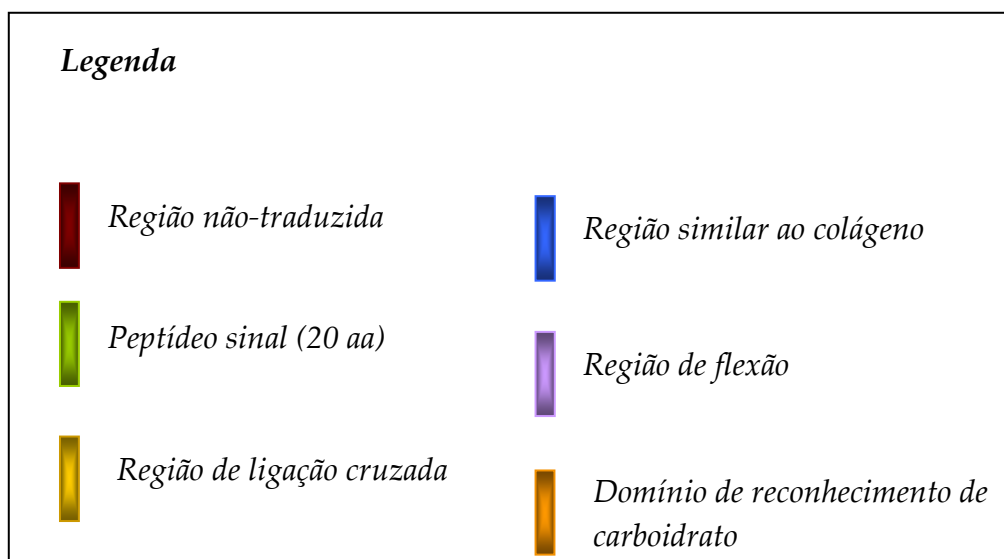 Legenda
Região não-traduzida
Peptídeo sinal (20 aa)
Região de ligação cruzada
Região similar ao colágeno
Região de flexão
Domínio de reconhecimento de
carboidrato